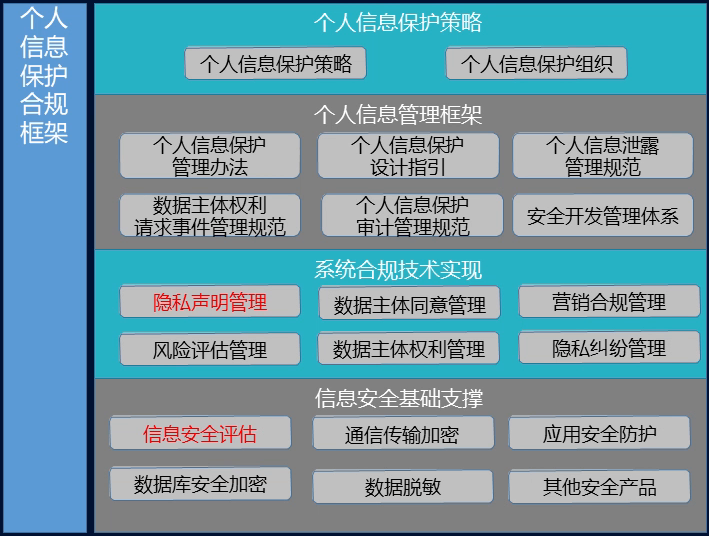 个人
信息
保护
合规
框架
个人信息保护策略
个人信息保护策略
个人信息保护组织
个人信息管理框架
个人信息保护
管理办法
个人信息保护
设计指引
个人信息泄露
管理规范
数据主体权利
请求事件管理规范
个人信息保护
审计管理规范
安全开发管理体系
系统合规技术实现
隐私声明管理
数据主体同意管理
营销合规管理
风险评估管理
数据主体权利管理
隐私纠纷管理
信息安全基础支撑
信息安全评估
通信传输加密
应用安全防护
数据库安全加密
数据脱敏
其他安全产品